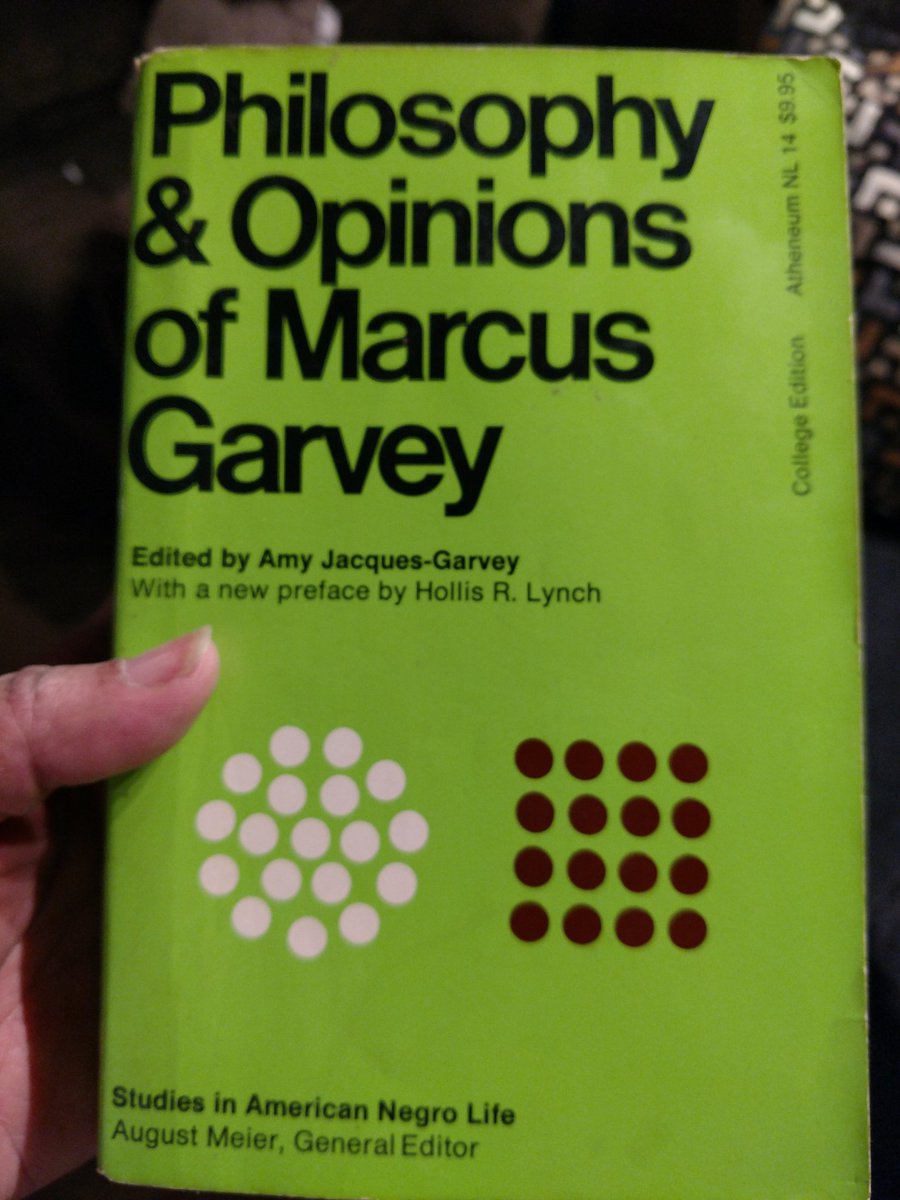 Philosophy
& Opinions
of Marcus
Garvey
Edited by Amy Jacques-Garvey
With a new preface by Hollis R. Lynch
College Edition Atheneum NL 14 $9.95
Studies in American Negro Life
August Meier, General Editor